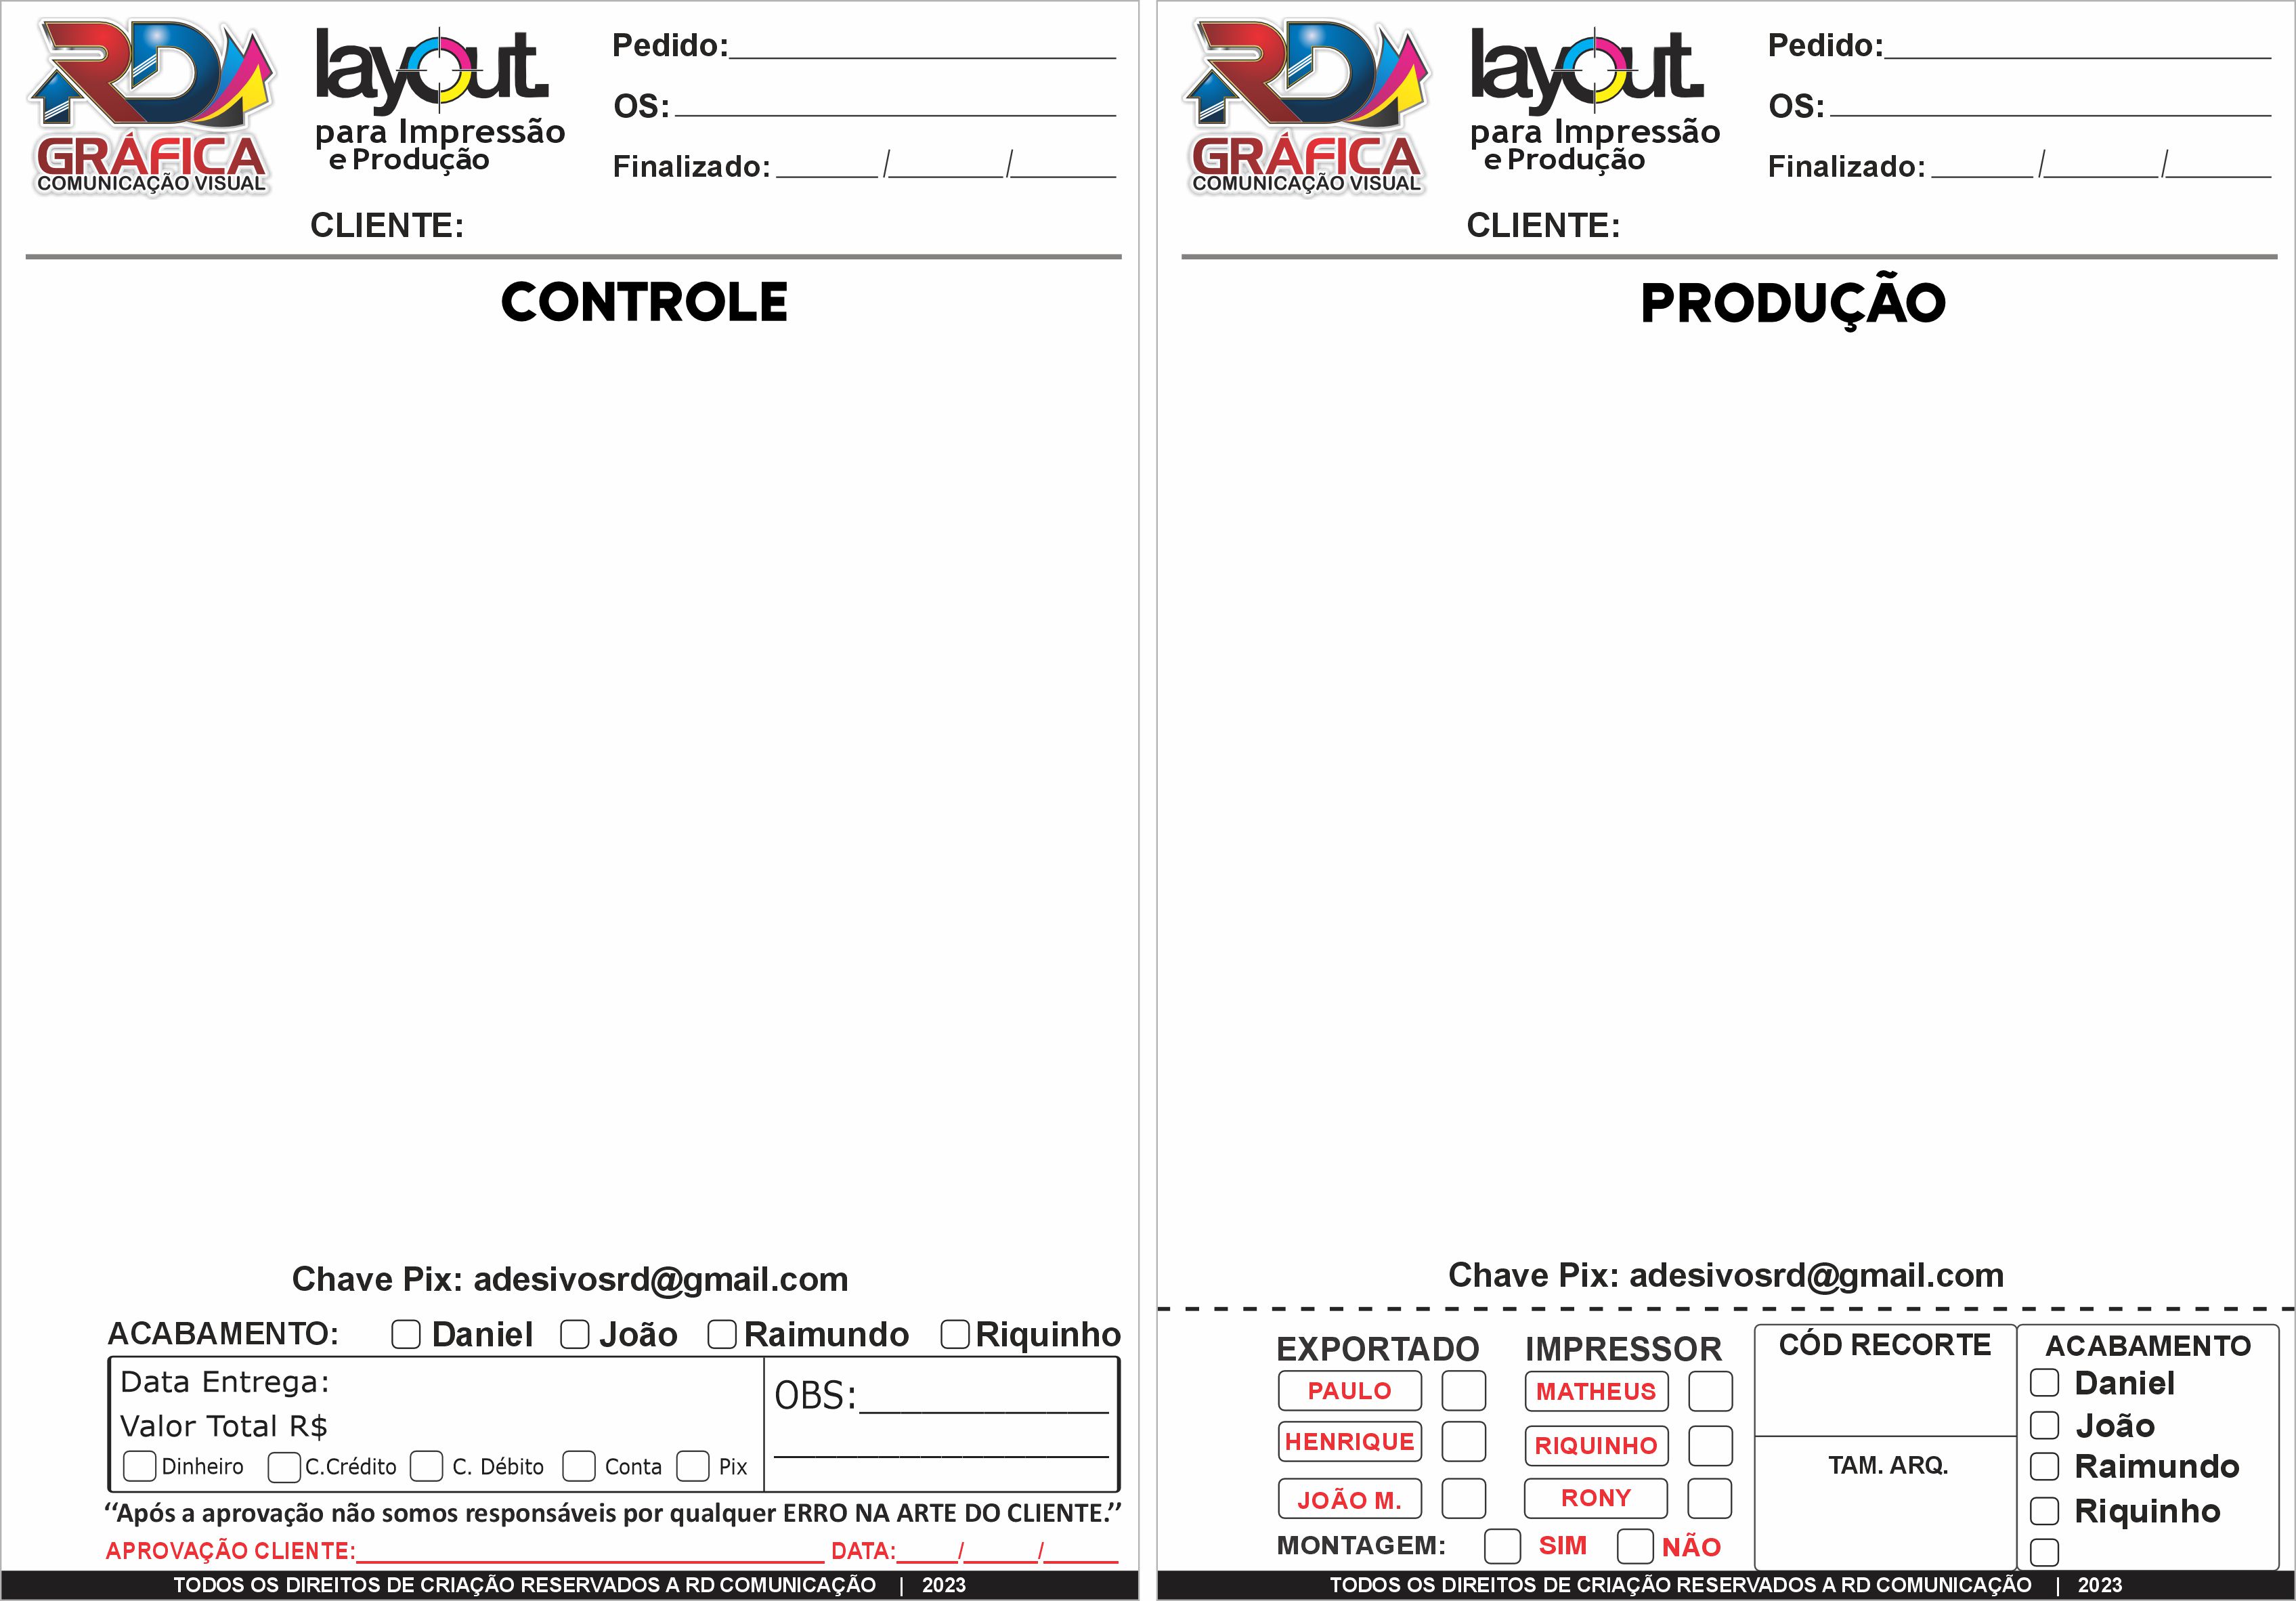 RD
GRÁFICA
COMUNICAÇÃO VISUAL
layout.
para Impressão
e Produção
Pedido:
OS:
Finalizado: / /
CLIENTE:
CONTROLE
Chave Pix: adesivosrd@gmail.com
ACABAMENTO: Daniel João Raimundo Riquinho
Data Entrega:
Valor Total R$
Dinheiro C.Crédito C. Débito Conta Pix
OBS:
“Após a aprovação não somos responsáveis por qualquer ERRO NA ARTE DO CLIENTE.”
APROVAÇÃO CLIENTE: DATA: / /
TODOS OS DIREITOS DE CRIAÇÃO RESERVADOS A RD COMUNICAÇÃO | 2023
RD
GRÁFICA
COMUNICAÇÃO VISUAL
layout.
para Impressão
e Produção
Pedido:
OS:
Finalizado: / /
CLIENTE:
PRODUÇÃO
Chave Pix: adesivosrd@gmail.com
EXPORTADO
PAULO
HENRIQUE
JOÃO M.
IMPRESSOR
MATHEUS
RIQUINHO
RONY
MONTAGEM: SIM NÃO
CÓD RECORTE
TAM. ARQ.
ACABAMENTO
Daniel
João
Raimundo
Riquinho
TODOS OS DIREITOS DE CRIAÇÃO RESERVADOS A RD COMUNICAÇÃO | 2023